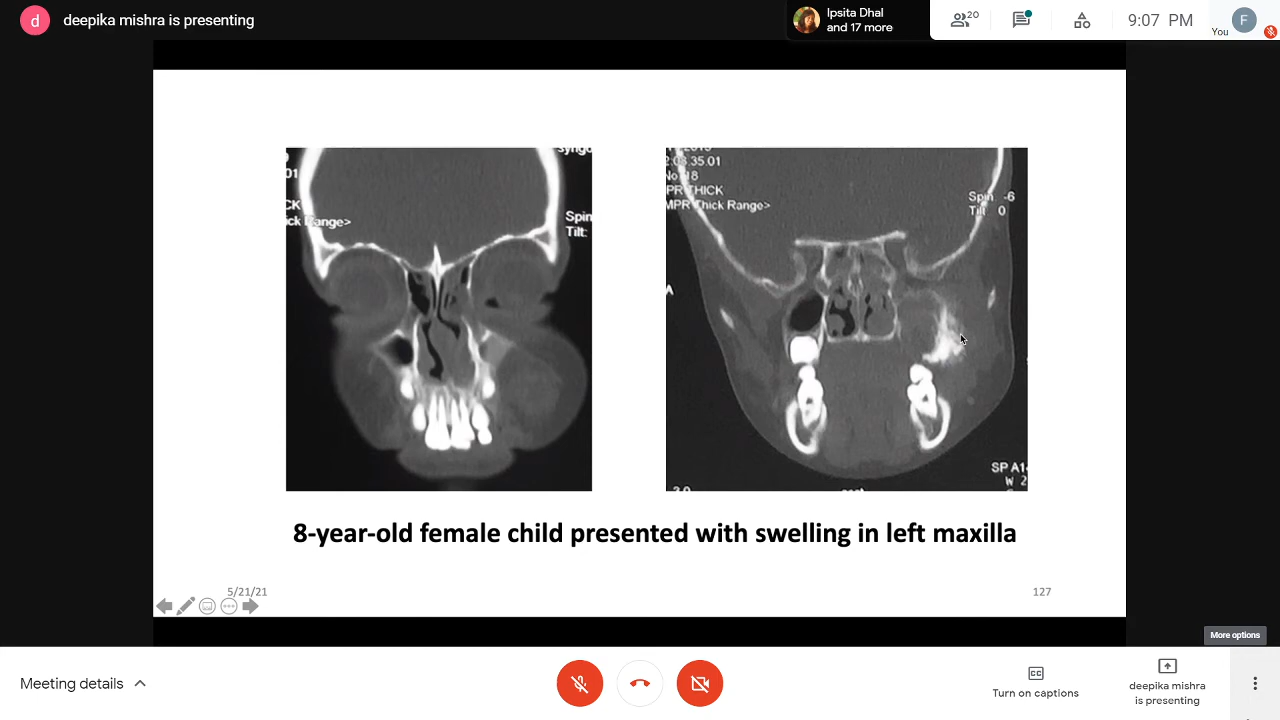 d
deepika mishra is presenting
Ipsita Dhal
and 17 more
20
9:07 PM
You
F
01
CK
ick Range>
Spin
Tilt:
2:03.35.01
No 18
PR THICK
MPR Thick Range>
Spin -6
Tilt 0
A
SP A1
W 2
8-year-old female child presented with swelling in left maxilla
5/21/21
127
More options
Meeting details
Turn on captions
deepika mishra
is presenting